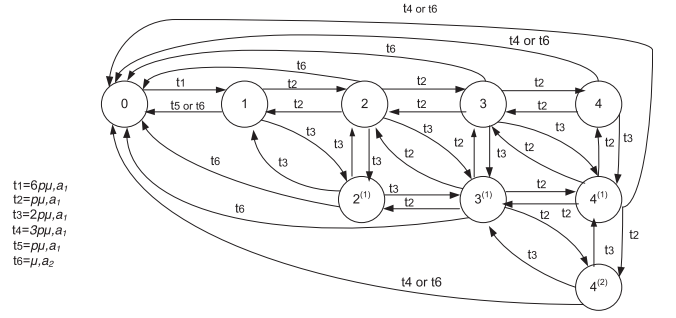 t4 or t6
t4 or t6
t6
t6
t1
t2
t2
t2
0
t5 or t6
1
t2
2
t2
3
t2
4
t3
t3
t3
t3
t2
t3
t2
t2
t3
t2
t2
t3
t6
t3
2(1)
t3
t2
3(1)
t2
t2
4(1)
t6
t2
t2
t3
t3
t4 or t6
4(2)
t1=6pμ,a1
t2=pμ,a1
t3=2pμ,a1
t4=3pμ,a1
t5=pμ,a1
t6=μ,a2